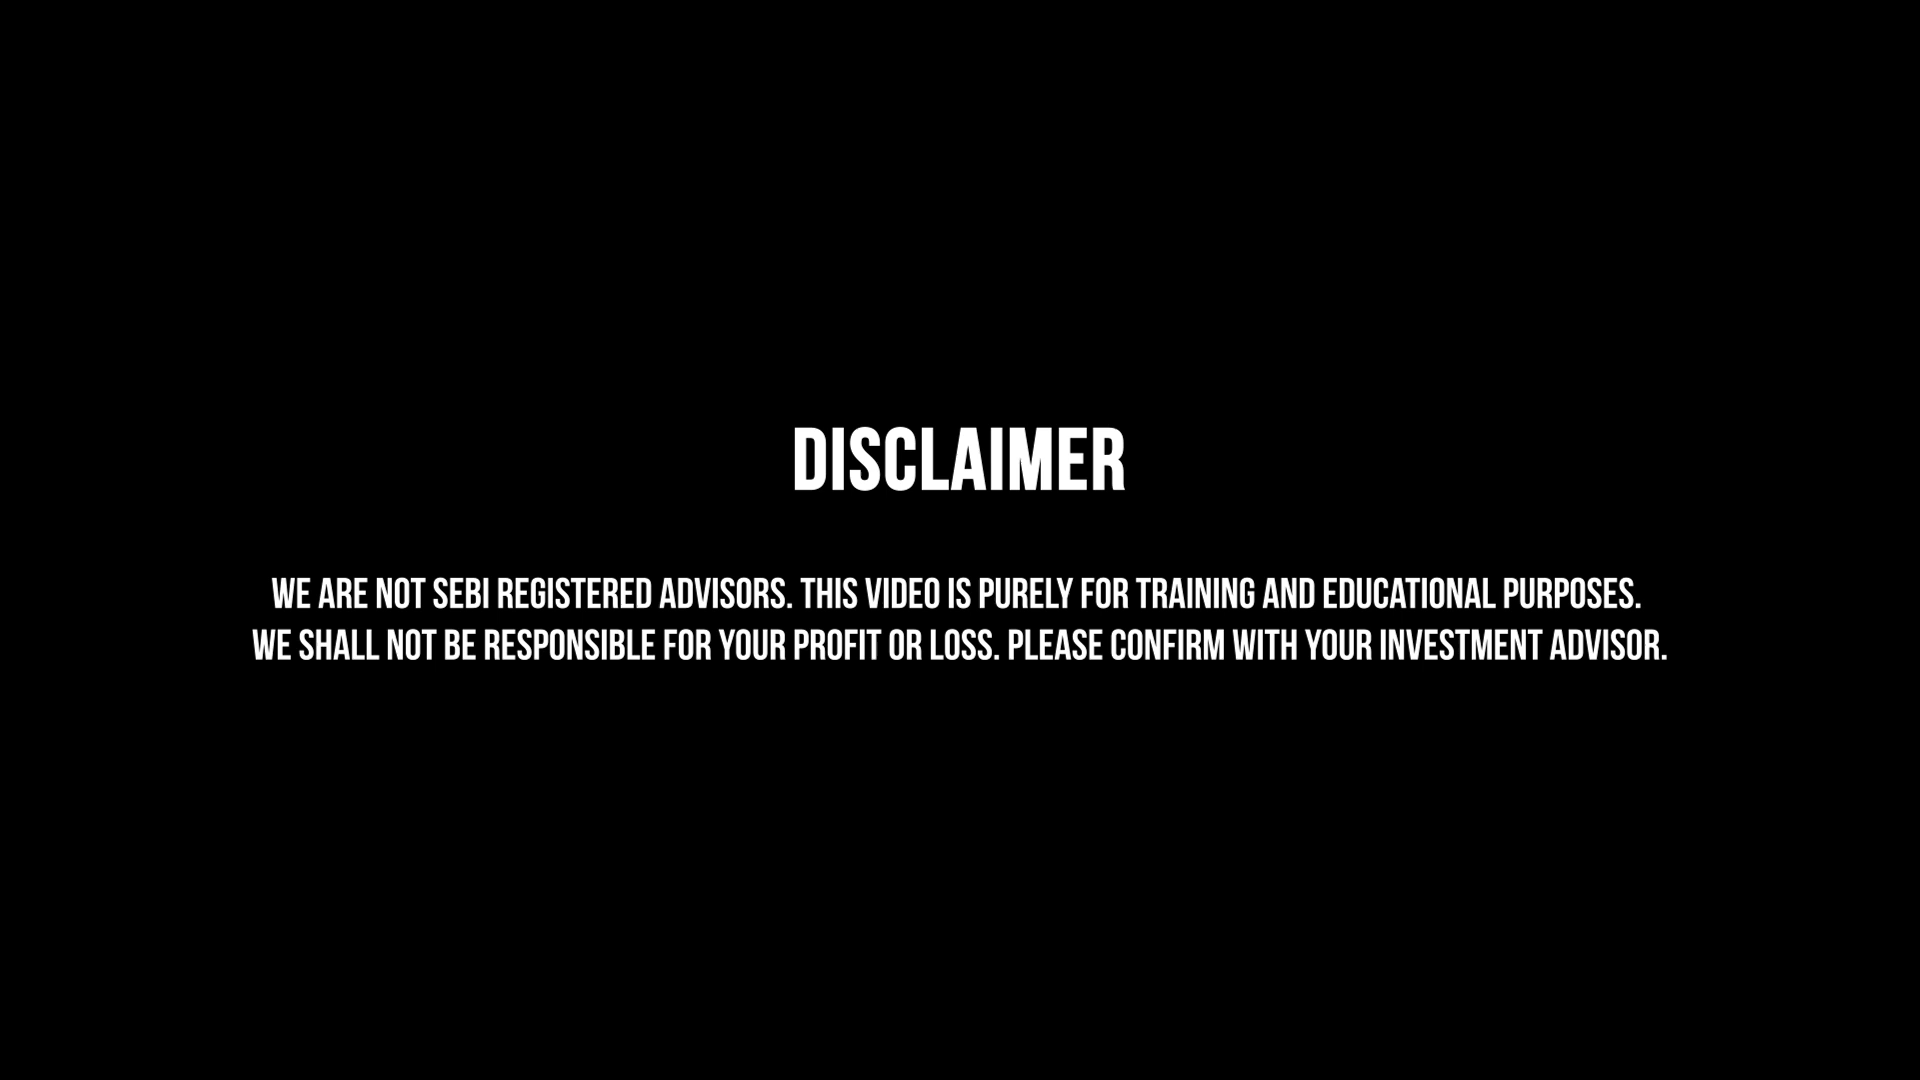 DISCLAIMER
WE ARE NOT SEBI REGISTERED ADVISORS. THIS VIDEO IS PURELY FOR TRAINING AND EDUCATIONAL PURPOSES.
WE SHALL NOT BE RESPONSIBLE FOR YOUR PROFIT OR LOSS. PLEASE CONFIRM WITH YOUR INVESTMENT ADVISOR.